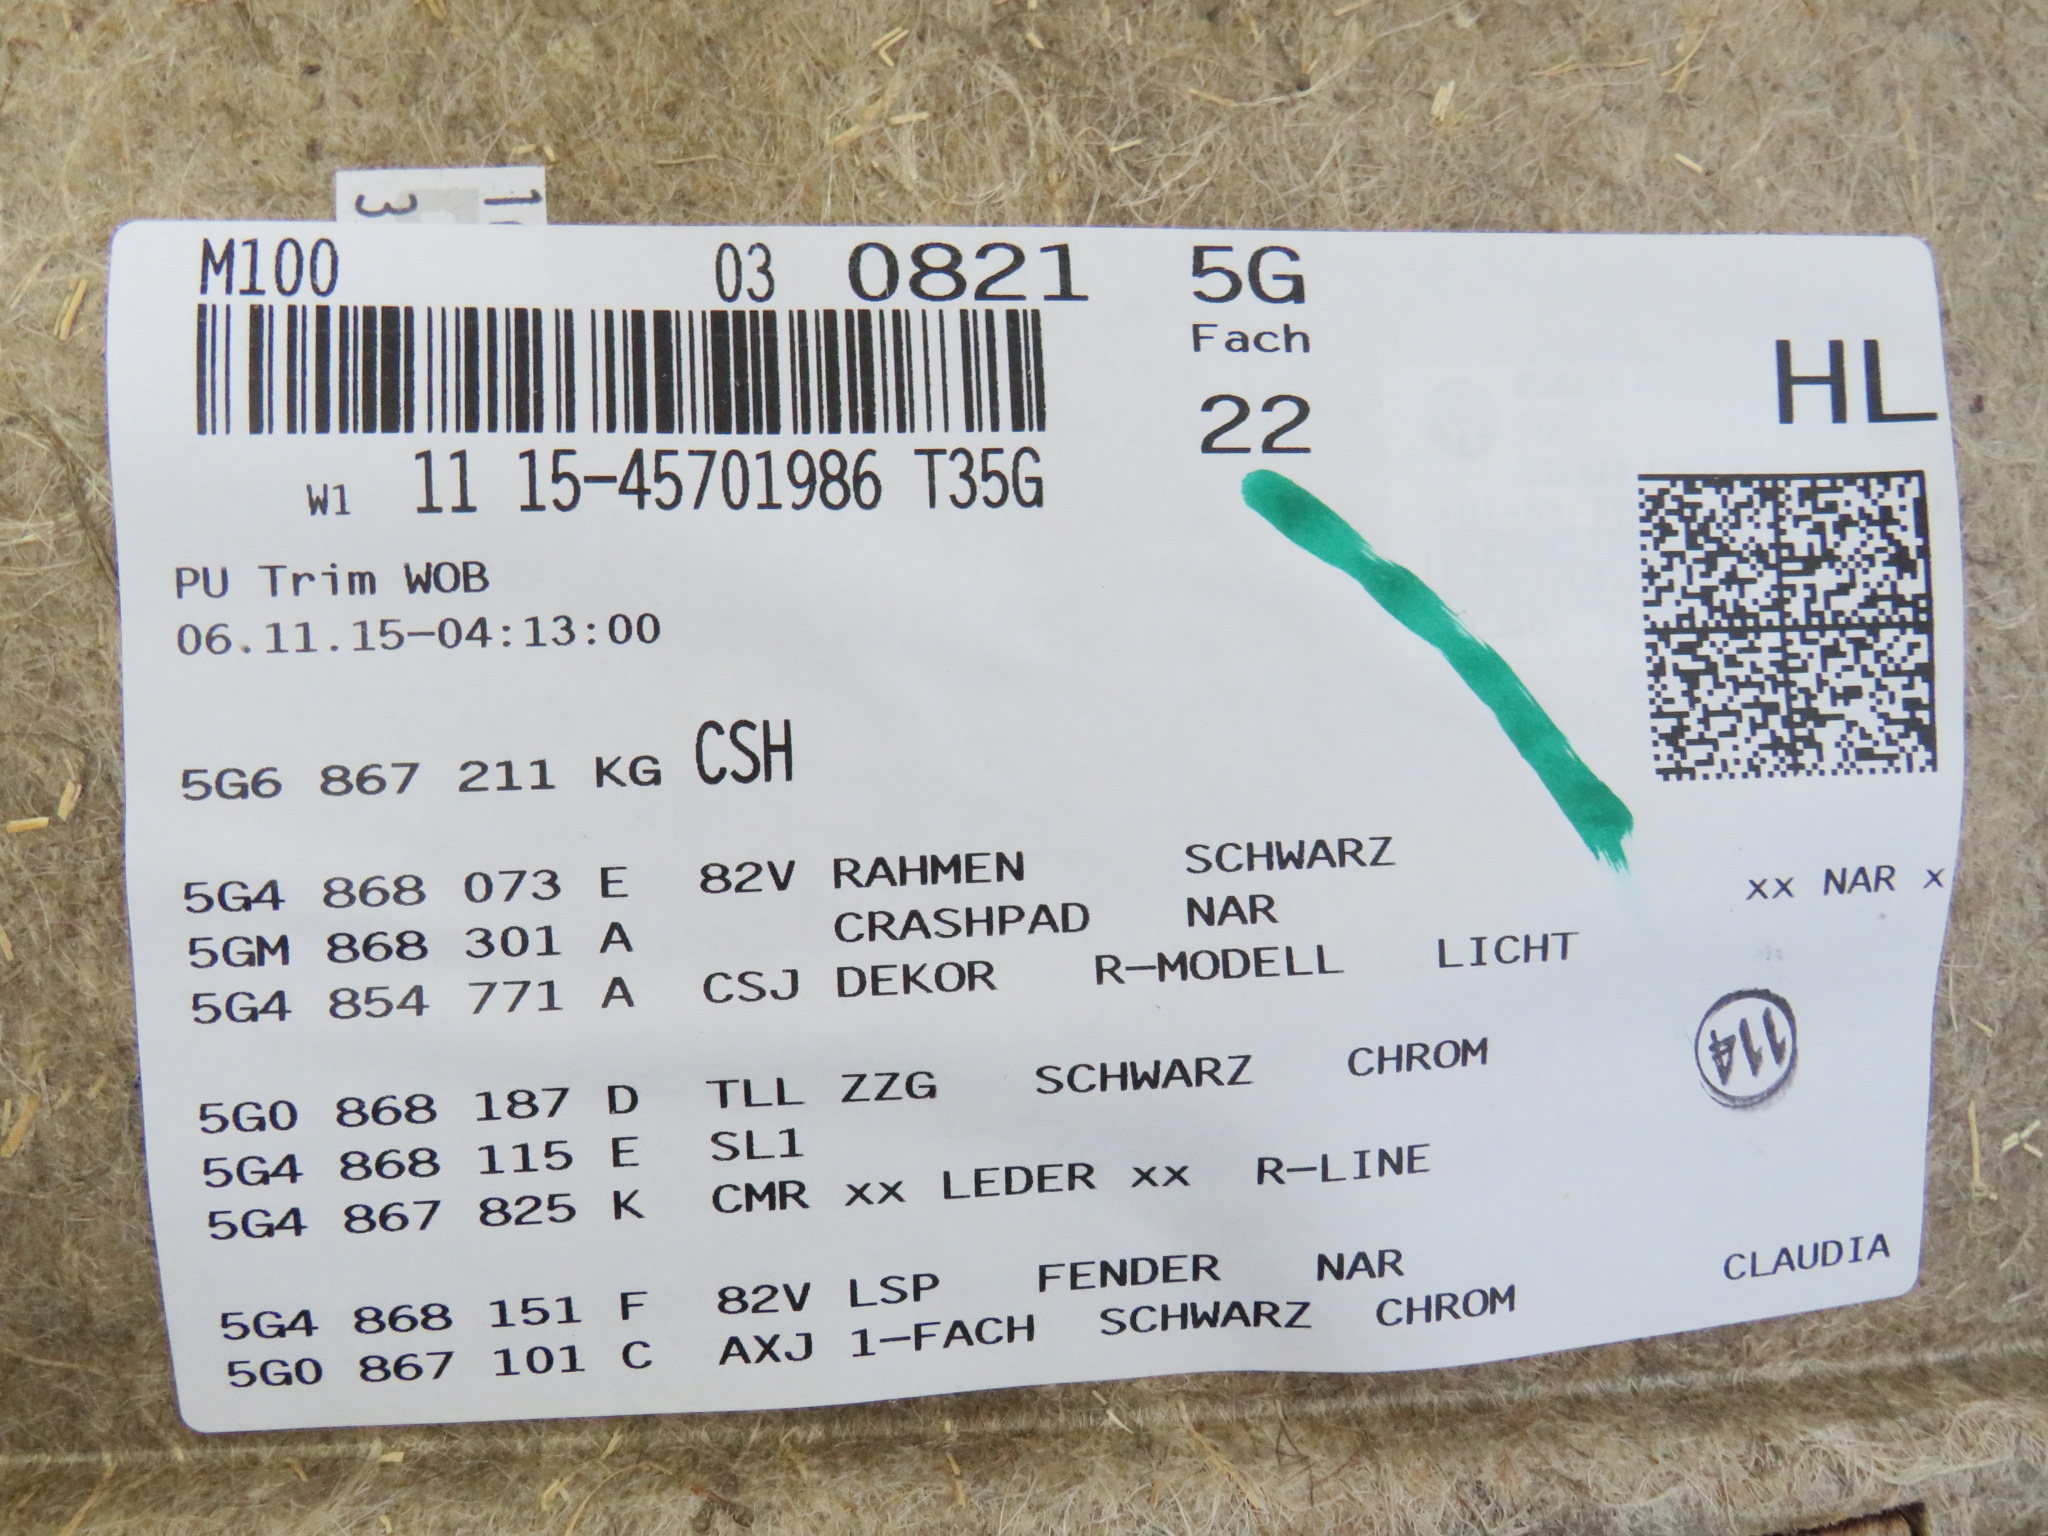 M100 03 0821 5G
Fach
HL
22
W1 11 15-45701986 T35G
PU Trim WOB
06.11.15-04:13:00
5G6 867 211 KG CSH
5G4 868 073 E 82V RAHMEN SCHWARZ xx NAR x
5GM 868 301 A CRASHPAD NAR
5G4 854 771 A CSJ DEKOR R-MODELL LICHT
114
5G0 868 187 D TLL ZZG SCHWARZ CHROM
5G4 868 115 E SL1
5G4 867 825 K CMR xx LEDER xx R-LINE
5G4 868 151 F 82V LSP FENDER NAR CLAUDIA
5G0 867 101 C AXJ 1-FACH SCHWARZ CHROM